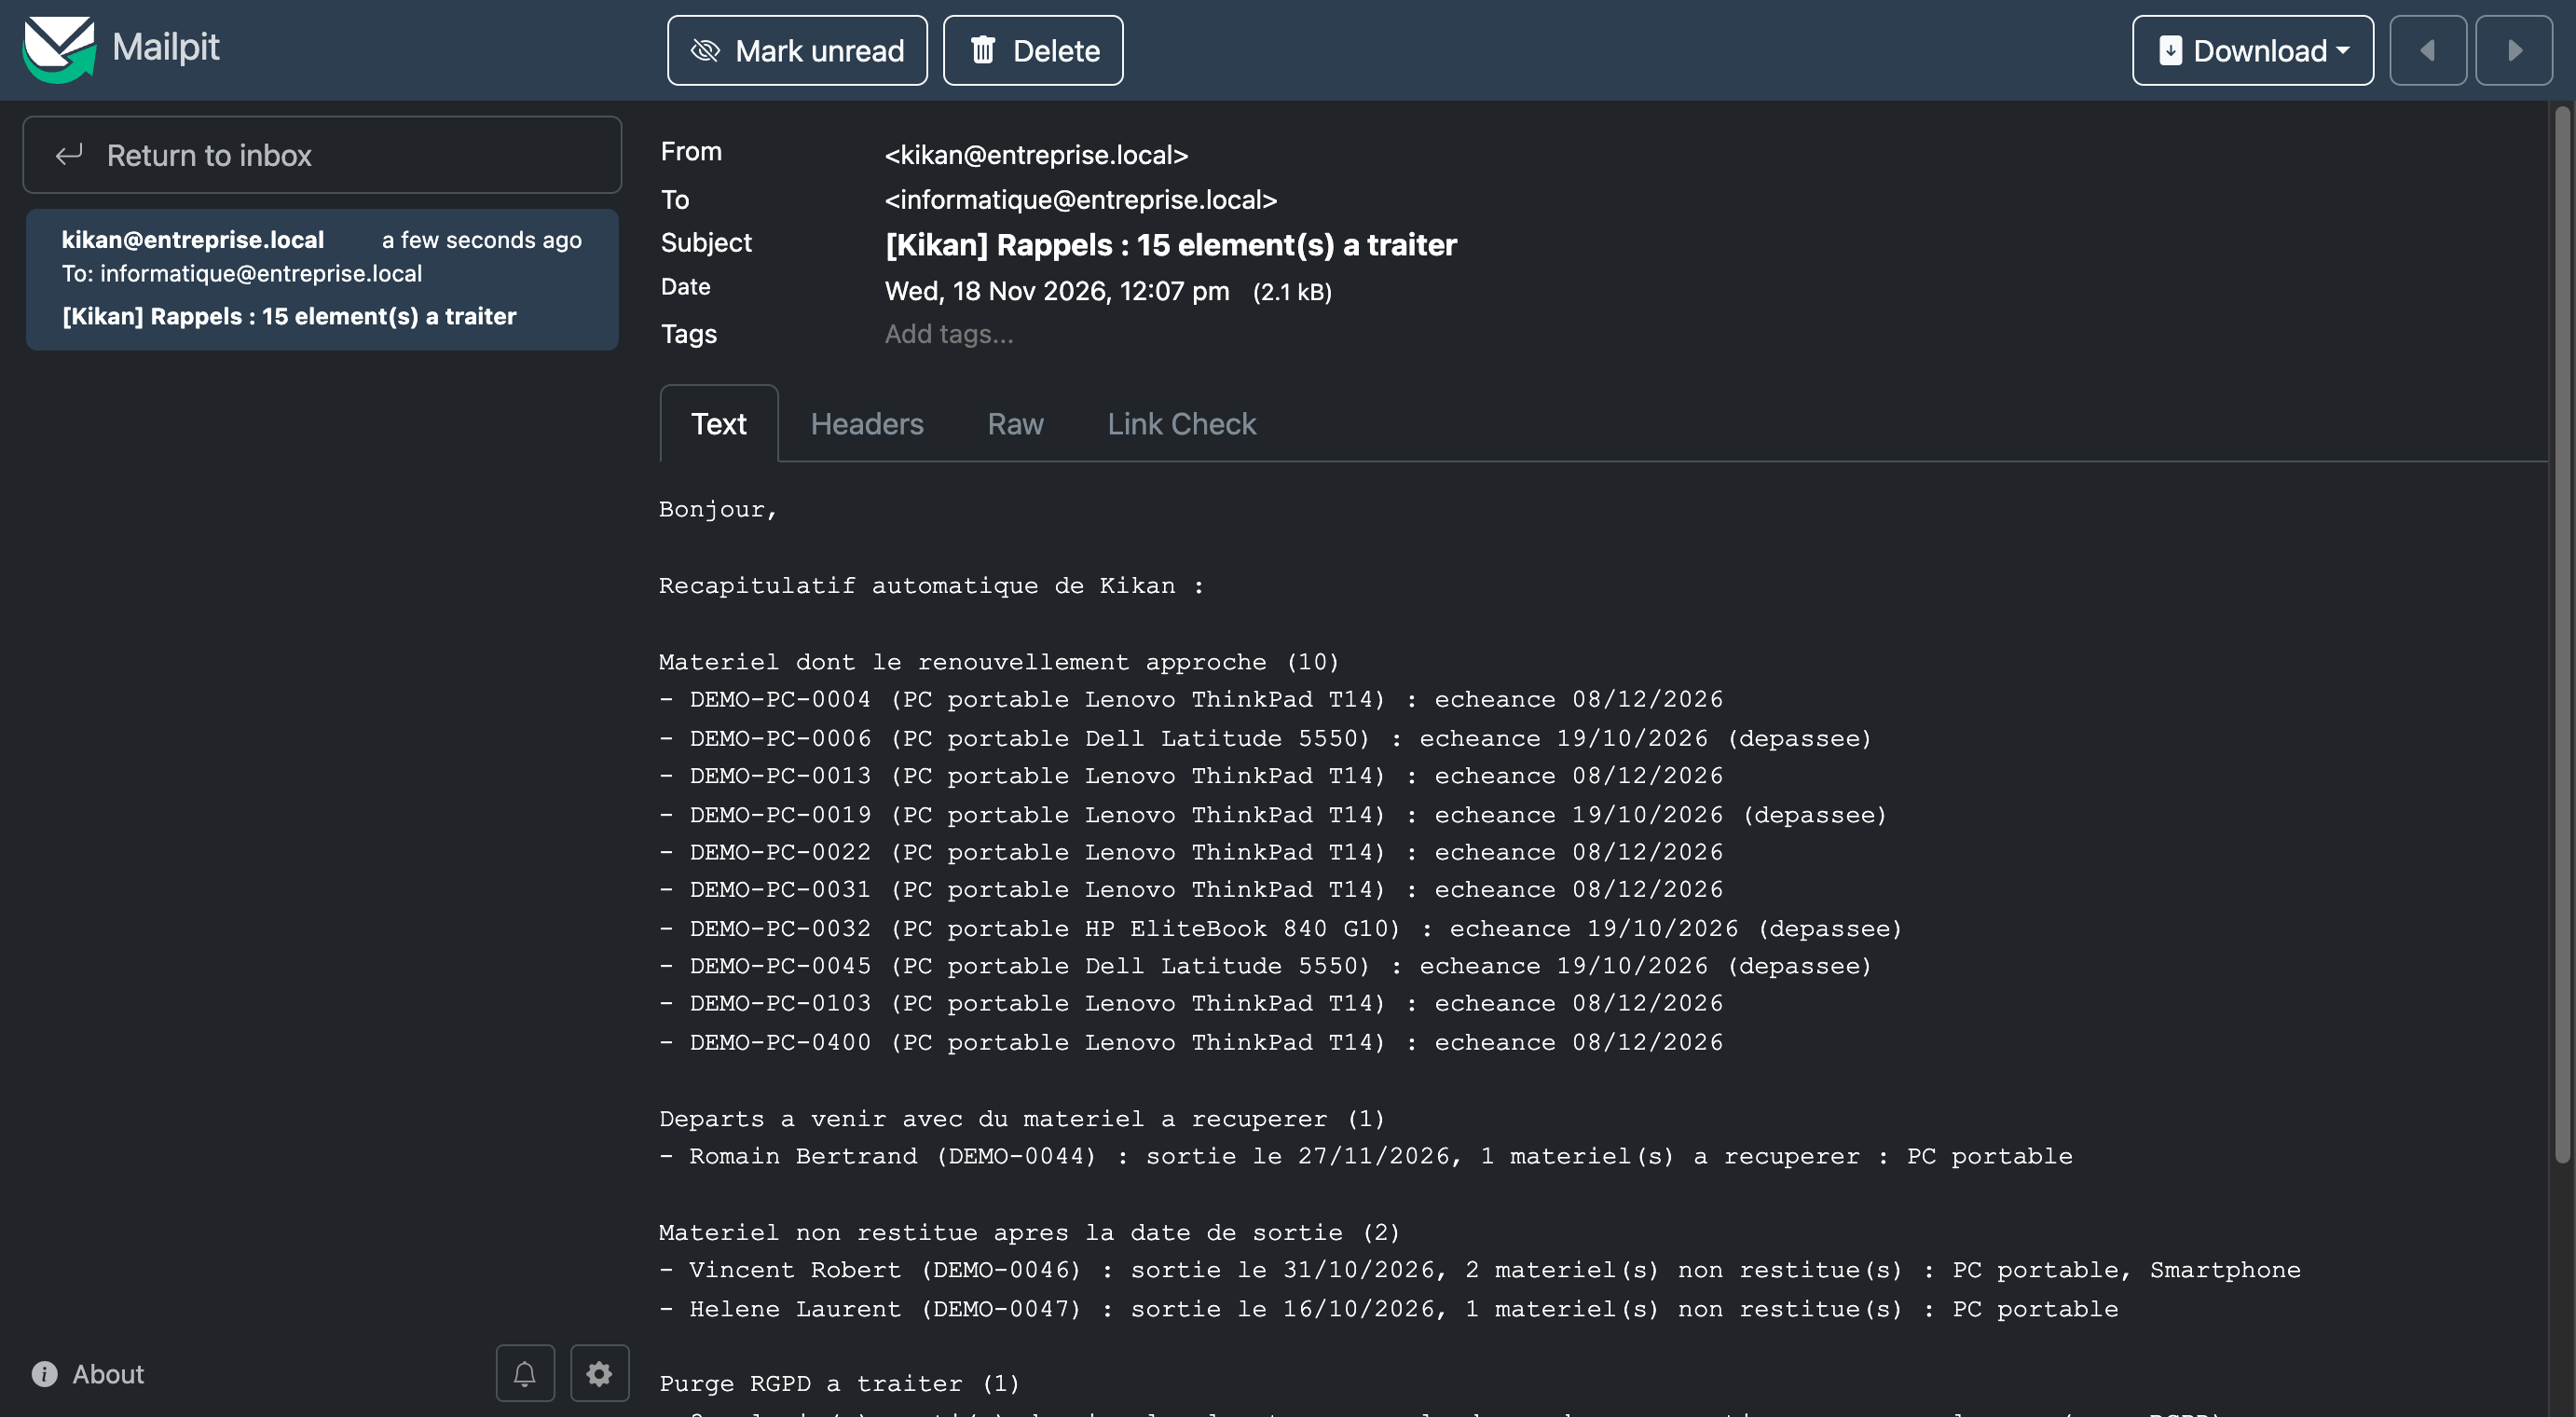 Mailpit
Mark unread
Delete
Download
Return to inbox
kikan@entreprise.local a few seconds ago
To: informatique@entreprise.local
[Kikan] Rappels : 15 element(s) a traiter
From <kikan@entreprise.local>
To <informatique@entreprise.local>
Subject [Kikan] Rappels : 15 element(s) a traiter
Date Wed, 18 Nov 2026, 12:07 pm (2.1 kB)
Tags Add tags...
Text Headers Raw Link Check
Bonjour,
Recapitulatif automatique de Kikan :
Materiel dont le renouvellement approche (10)
- DEMO-PC-0004 (PC portable Lenovo ThinkPad T14) : echeance 08/12/2026
- DEMO-PC-0006 (PC portable Dell Latitude 5550) : echeance 19/10/2026 (depassee)
- DEMO-PC-0013 (PC portable Lenovo ThinkPad T14) : echeance 08/12/2026
- DEMO-PC-0019 (PC portable Lenovo ThinkPad T14) : echeance 19/10/2026 (depassee)
- DEMO-PC-0022 (PC portable Lenovo ThinkPad T14) : echeance 08/12/2026
- DEMO-PC-0031 (PC portable Lenovo ThinkPad T14) : echeance 08/12/2026
- DEMO-PC-0032 (PC portable HP EliteBook 840 G10) : echeance 19/10/2026 (depassee)
- DEMO-PC-0045 (PC portable Dell Latitude 5550) : echeance 19/10/2026 (depassee)
- DEMO-PC-0103 (PC portable Lenovo ThinkPad T14) : echeance 08/12/2026
- DEMO-PC-0400 (PC portable Lenovo ThinkPad T14) : echeance 08/12/2026
Departs a venir avec du materiel a recuperer (1)
- Romain Bertrand (DEMO-0044) : sortie le 27/11/2026, 1 materiel(s) a recuperer : PC portable
Materiel non restitue apres la date de sortie (2)
- Vincent Robert (DEMO-0046) : sortie le 31/10/2026, 2 materiel(s) non restitue(s) : PC portable, Smartphone
- Helene Laurent (DEMO-0047) : sortie le 16/10/2026, 1 materiel(s) non restitue(s) : PC portable
Purge RGPD a traiter (1)
About